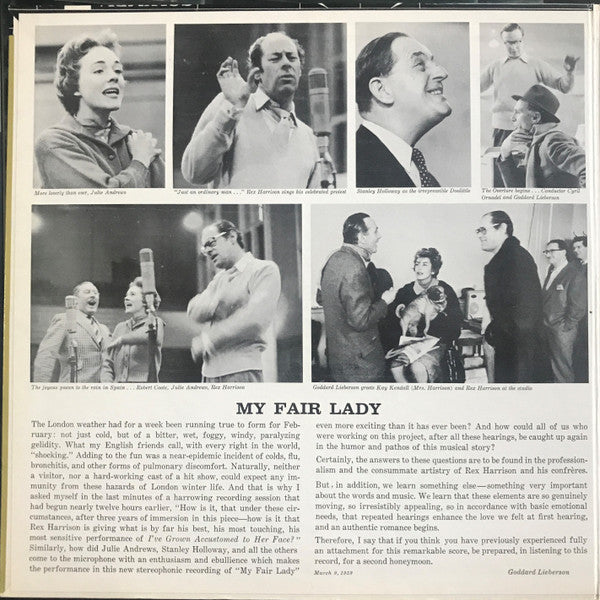 More lovely than ever, Julie Andrews
"Just an ordinary man . . ." Rex Harrison sings his celebrated protest
Stanley Holloway as the irrepressible Doolittle
The Overture begins . . . Conductor Cyril
Ornadel and Goddard Lieberson
The joyous paean to the rain in Spain . . . Robert Coote, Julie Andrews, Rex Harrison
Goddard Lieberson greets Kay Kendall (Mrs. Harrison) and Rex Harrison at the studio
MY FAIR LADY
The London weather had for a week been running true to form for Feb-
ruary: not just cold, but of a bitter, wet, foggy, windy, paralyzing
gelidity. What my English friends call, with every right in the world,
"shocking." Adding to the fun was a near-epidemic incident of colds, flu,
bronchitis, and other forms of pulmonary discomfort. Naturally, neither
a visitor, nor a hard-working cast of a hit show, could expect any im-
munity from these hazards of London winter life. And that is why I
asked myself in the last minutes of a harrowing recording session that
had begun nearly twelve hours earlier, "How is it, that under these cir-
cumstances, after three years of immersion in this piece—how is it that
Rex Harrison is giving what is by far his best, his most touching, his
most sensitive performance of I've Grown Accustomed to Her Face?"
Similarly, how did Julie Andrews, Stanley Holloway, and all the others
come to the microphone with an enthusiasm and ebullience which makes
the performance in this new stereophonic recording of "My Fair Lady"
even more exciting than it has ever been? And how could all of us who
were working on this project, after all these hearings, be caught up again
in the humor and pathos of this musical story?
Certainly, the answers to these questions are to be found in the profession-
alism and the consummate artistry of Rex Harrison and his confrères.
But, in addition, we learn something else—something very important
about the words and music. We learn that these elements are so genuinely
moving, so irresistibly appealing, so in accordance with basic emotional
needs, that repeated hearings enhance the love we felt at first hearing,
and an authentic romance begins.
Therefore, I say that if you think you have previously experienced fully
an attachment for this remarkable score, be prepared, in listening to this
record, for a second honeymoon.
March 9, 1959 Goddard Lieberson